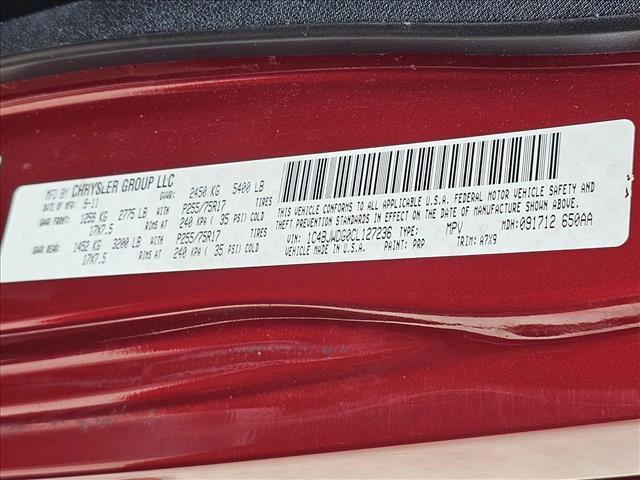 MFD BY CHRYSLER GROUP LLC
DATE OF MFR: 9-11 GVWR: 2450 KG 5400 LB
GAWR FRONT: 1259 KG 2775 LB WITH P255/75R17 TIRES
17X7.5 RIMS AT 240 KPA ( 35 PSI) COLD
GAWR REAR: 1452 KG 3200 LB WITH P255/75R17 TIRES
17X7.5 RIMS AT 240 KPA ( 35 PSI) COLD
THIS VEHICLE CONFORMS TO ALL APPLICABLE U.S.A. FEDERAL MOTOR VEHICLE SAFETY AND
THEFT PREVENTION STANDARDS IN EFFECT ON THE DATE OF MANUFACTURE SHOWN ABOVE.
VIN: 1C4BJWDG0CL127236 TYPE: MPV MDH: 091712 650AA
VEHICLE MADE IN U.S.A. PAINT: PRP TRIM: A7X9